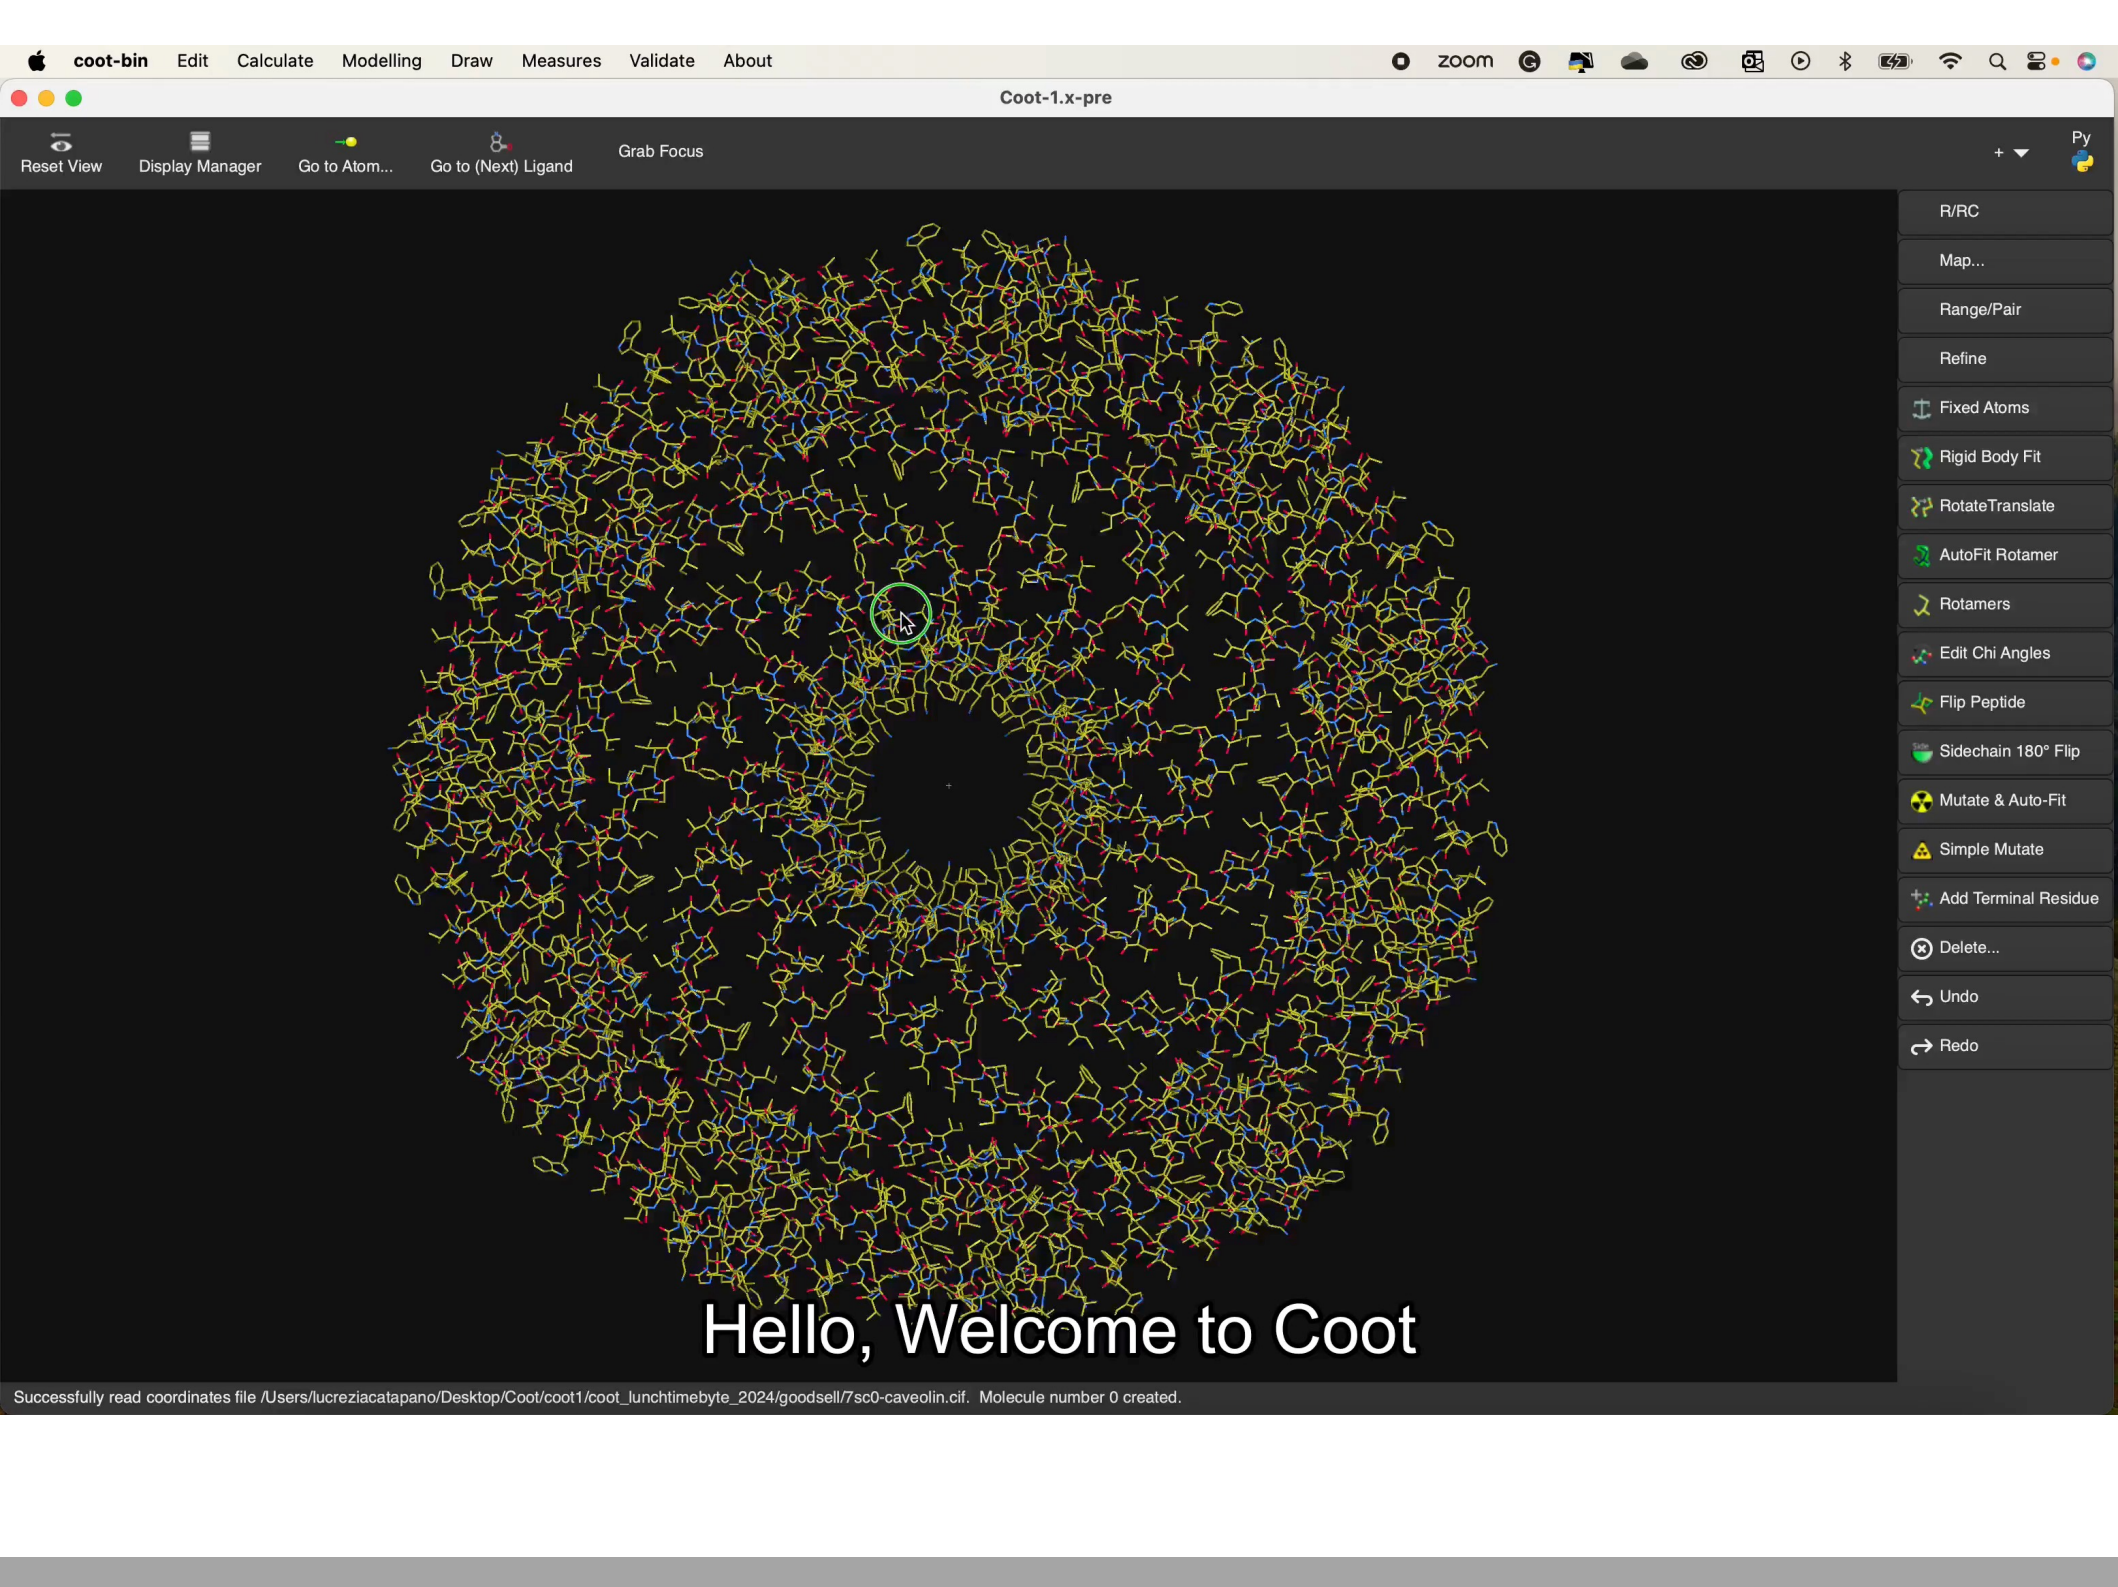 coot-bin Edit Calculate Modelling Draw Measures Validate About zoom
Coot-1.x-pre
Reset View Display Manager Go to Atom... Go to (Next) Ligand Grab Focus + Py
R/RC
Map...
Range/Pair
Refine
Fixed Atoms
Rigid Body Fit
RotateTranslate
AutoFit Rotamer
Rotamers
Edit Chi Angles
Flip Peptide
Sidechain 180° Flip
Mutate & Auto-Fit
Simple Mutate
Add Terminal Residue
Delete...
Undo
Redo
Hello, Welcome to Coot
Successfully read coordinates file /Users/lucreziacatapano/Desktop/Coot/coot1/coot_lunchtimebyte_2024/goodsell/7sc0-caveolin.cif. Molecule number 0 created.